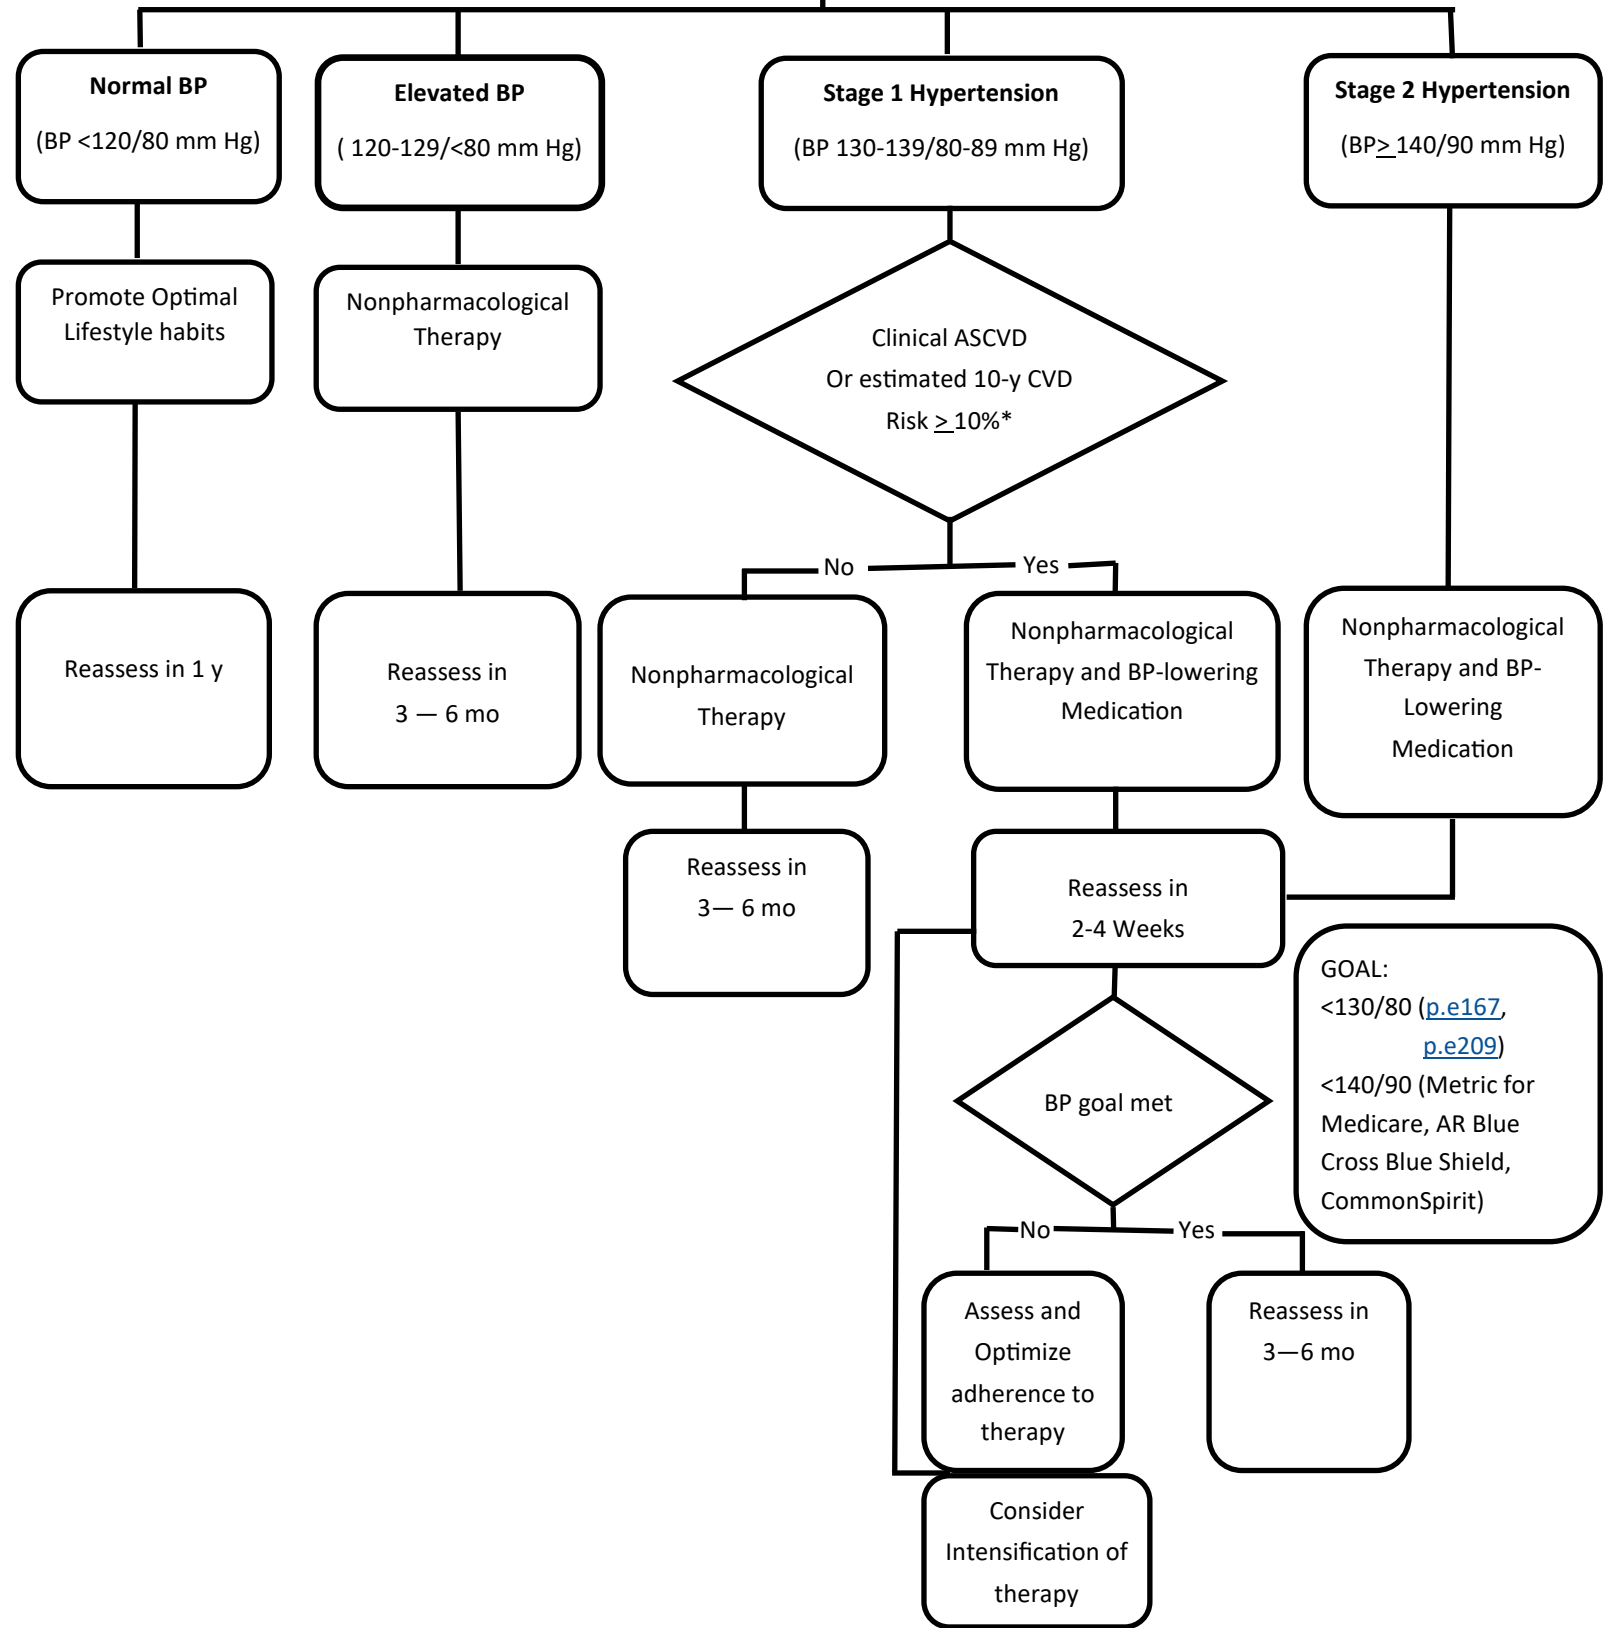 Normal BP
(BP <120/80 mm Hg)
Elevated BP
( 120-129/<80 mm Hg)
Stage 1 Hypertension
(BP 130-139/80-89 mm Hg)
Stage 2 Hypertension
(BP> 140/90 mm Hg)
Promote Optimal
Lifestyle habits
Nonpharmacological
Therapy
Clinical ASCVD
Or estimated 10-y CVD
Risk > 10%*
No
Yes
Reassess in 1 y
Reassess in
3 — 6 mo
Nonpharmacological
Therapy
Nonpharmacological
Therapy and BP-lowering
Medication
Nonpharmacological
Therapy and BP-
Lowering
Medication
Reassess in
3— 6 mo
Reassess in
2-4 Weeks
GOAL:
<130/80 (p.e167,
p.e209)
<140/90 (Metric for
Medicare, AR Blue
Cross Blue Shield,
CommonSpirit)
BP goal met
No
Yes
Assess and
Optimize
adherence to
therapy
Reassess in
3—6 mo
Consider
Intensification of
therapy